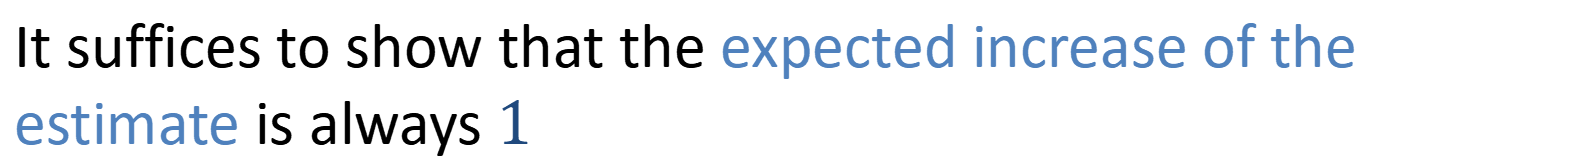 It suffices to show that the expected increase of the
estimate is always 1